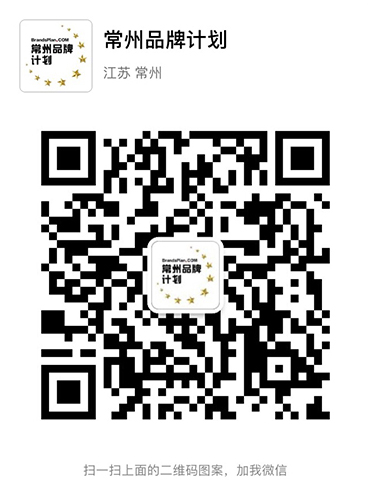 BrandsPlan.COM
常州品牌
计划
常州品牌计划
江苏 常州
BrandsPlan.COM
常州品牌
计划
扫一扫上面的二维码图案，加我微信